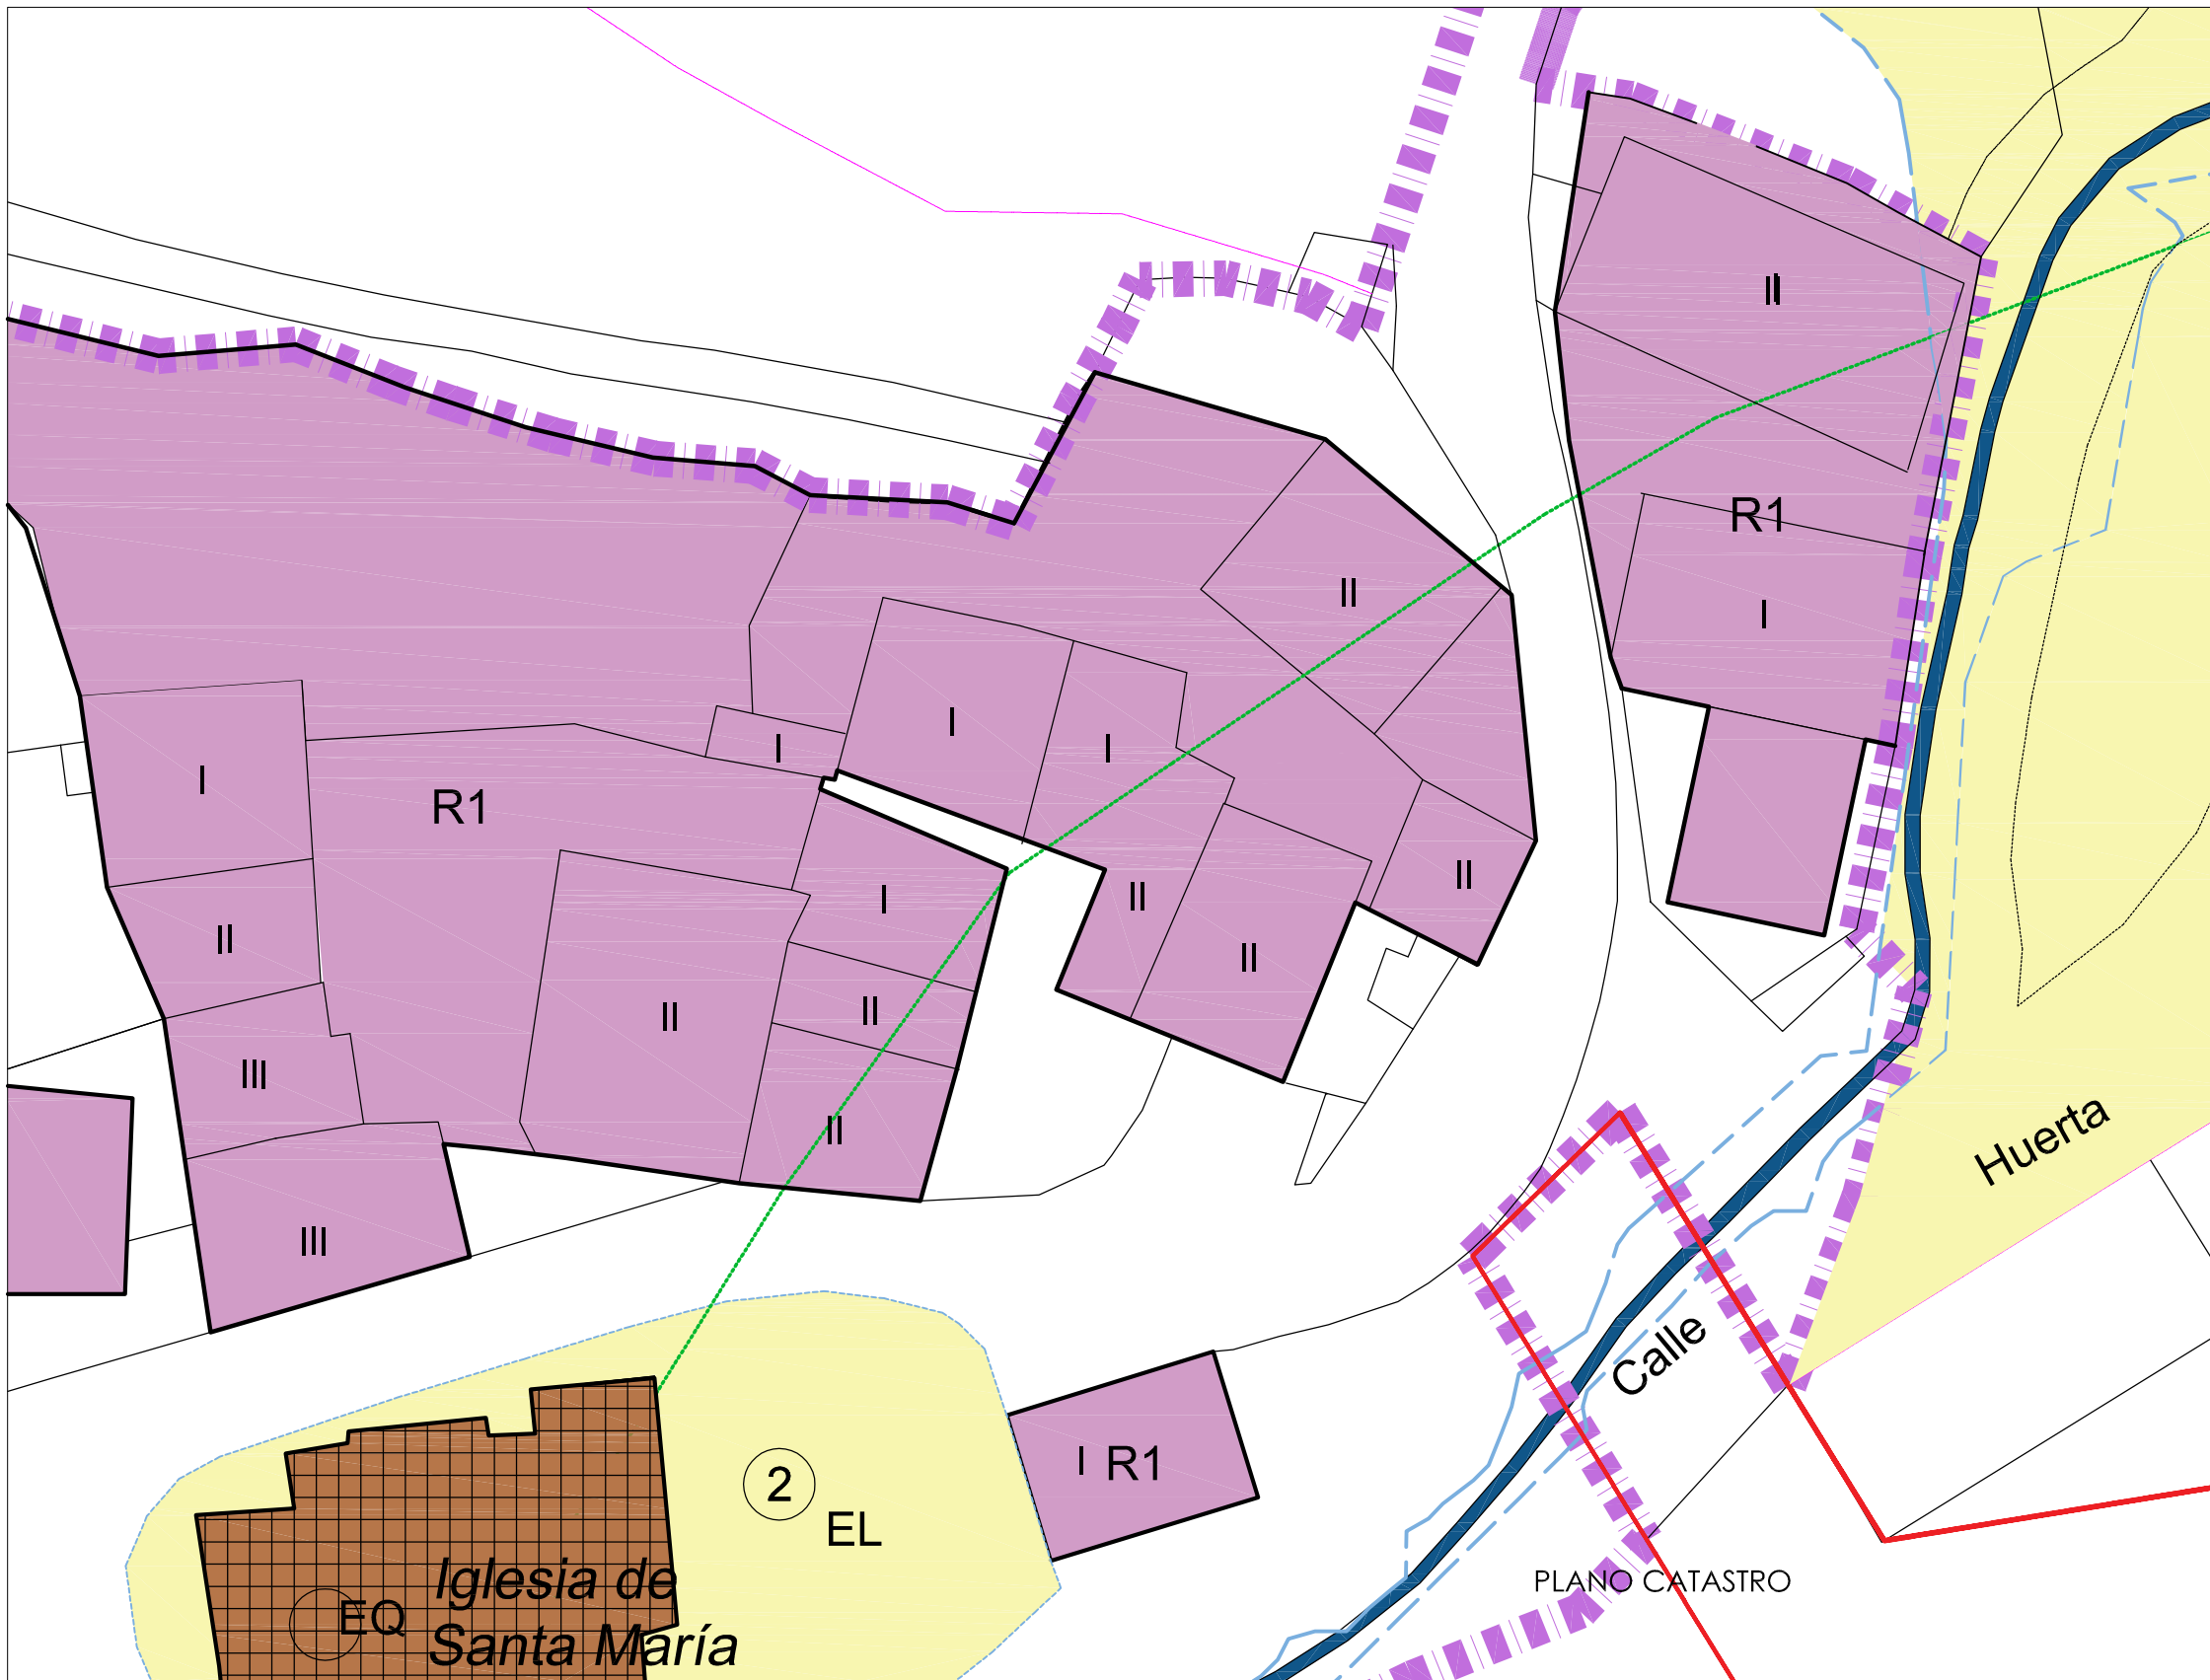 II
II
R1
I
I
I
I
I
R1
I
II
II
II
II
II
II
III
II
Huerta
III
Calle
2
I R1
EL
PLANO CATASTRO
Iglesia de
EQ
Santa María